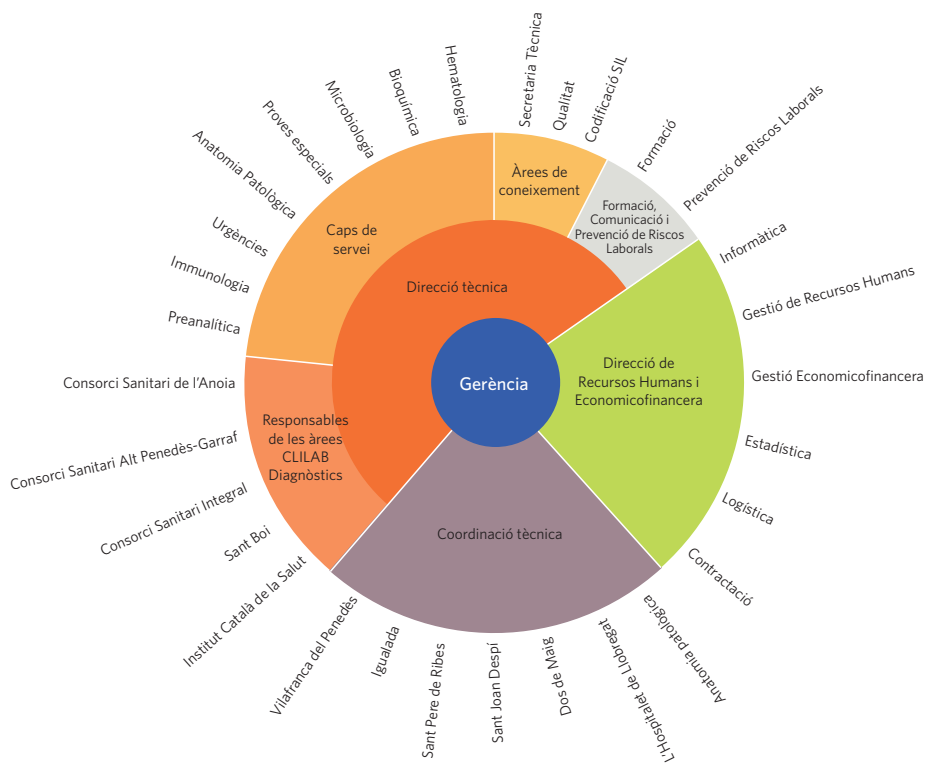 Secretaria Tècnica
Qualitat
Codificació SIL
Formació
Prevenció de Riscos Laborals
Informàtica
Gestió de Recursos Humans
Gestió Economicofinancera
Estadística
Logística
Contractació
Anatomia patològica
L'Hospitalet de Llobregat
Dos de Maig
Sant Joan Despí
Sant Pere de Ribes
Igualada
Vilafranca del Penedès
Institut Català de la Salut
Sant Boi
Consorci Sanitari Integral
Consorci Sanitari Alt Penedès-Garraf
Consorci Sanitari de l'Anoia
Preanalítica
Immunologia
Urgències
Anatomia Patològica
Proves especials
Microbiologia
Bioquímica
Hematologia
Àrees de
coneixement
Formació,
Comunicació i
Prevenció de Riscos
Laborals
Caps de
servei
Direcció tècnica
Direcció de
Recursos Humans i
Economicofinancera
Gerència
Responsables
de les àrees
CLILAB
Diagnòstics
Coordinació tècnica